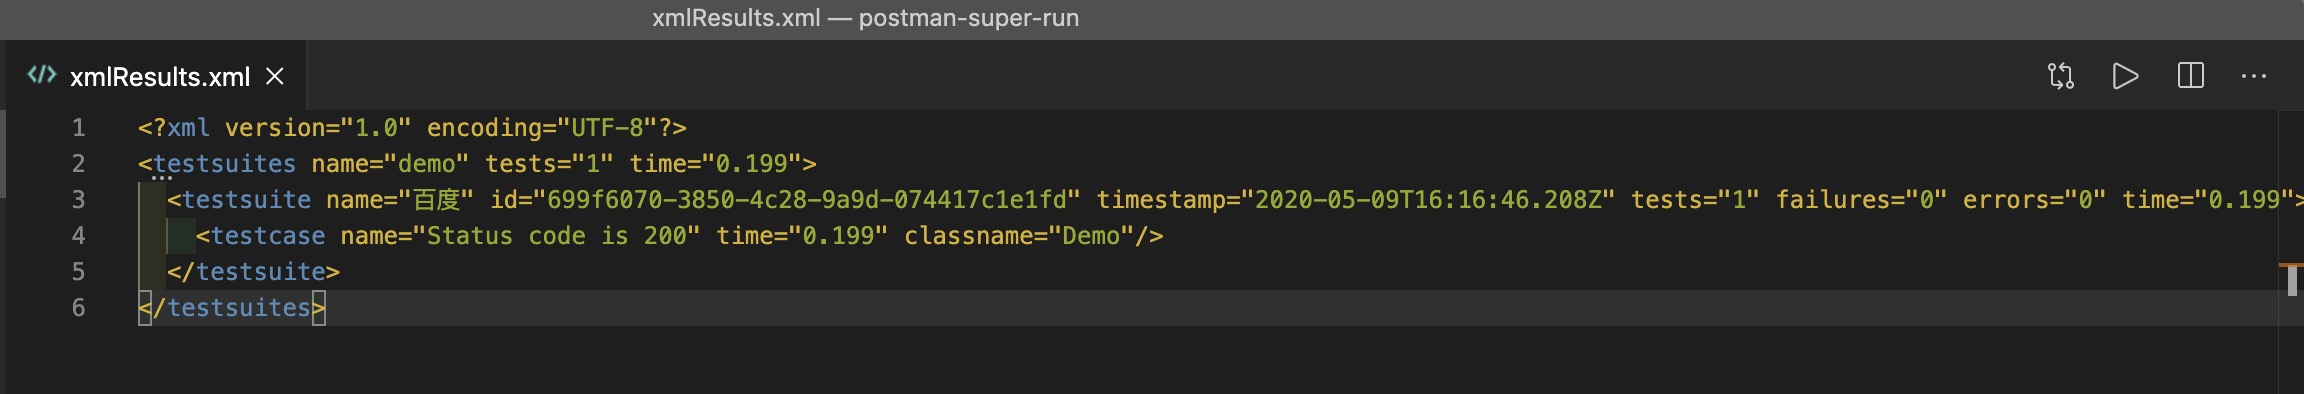 xmlResults.xml — postman-super-run
</> xmlResults.xml
1 <?xml version="1.0" encoding="UTF-8"?>
2 <testsuites name="demo" tests="1" time="0.199">
3 <testsuite name="百度" id="699f6070-3850-4c28-9a9d-074417c1e1fd" timestamp="2020-05-09T16:16:46.208Z" tests="1" failures="0" errors="0" time="0.199">
4 <testcase name="Status code is 200" time="0.199" classname="Demo"/>
5 </testsuite>
6 </testsuites>